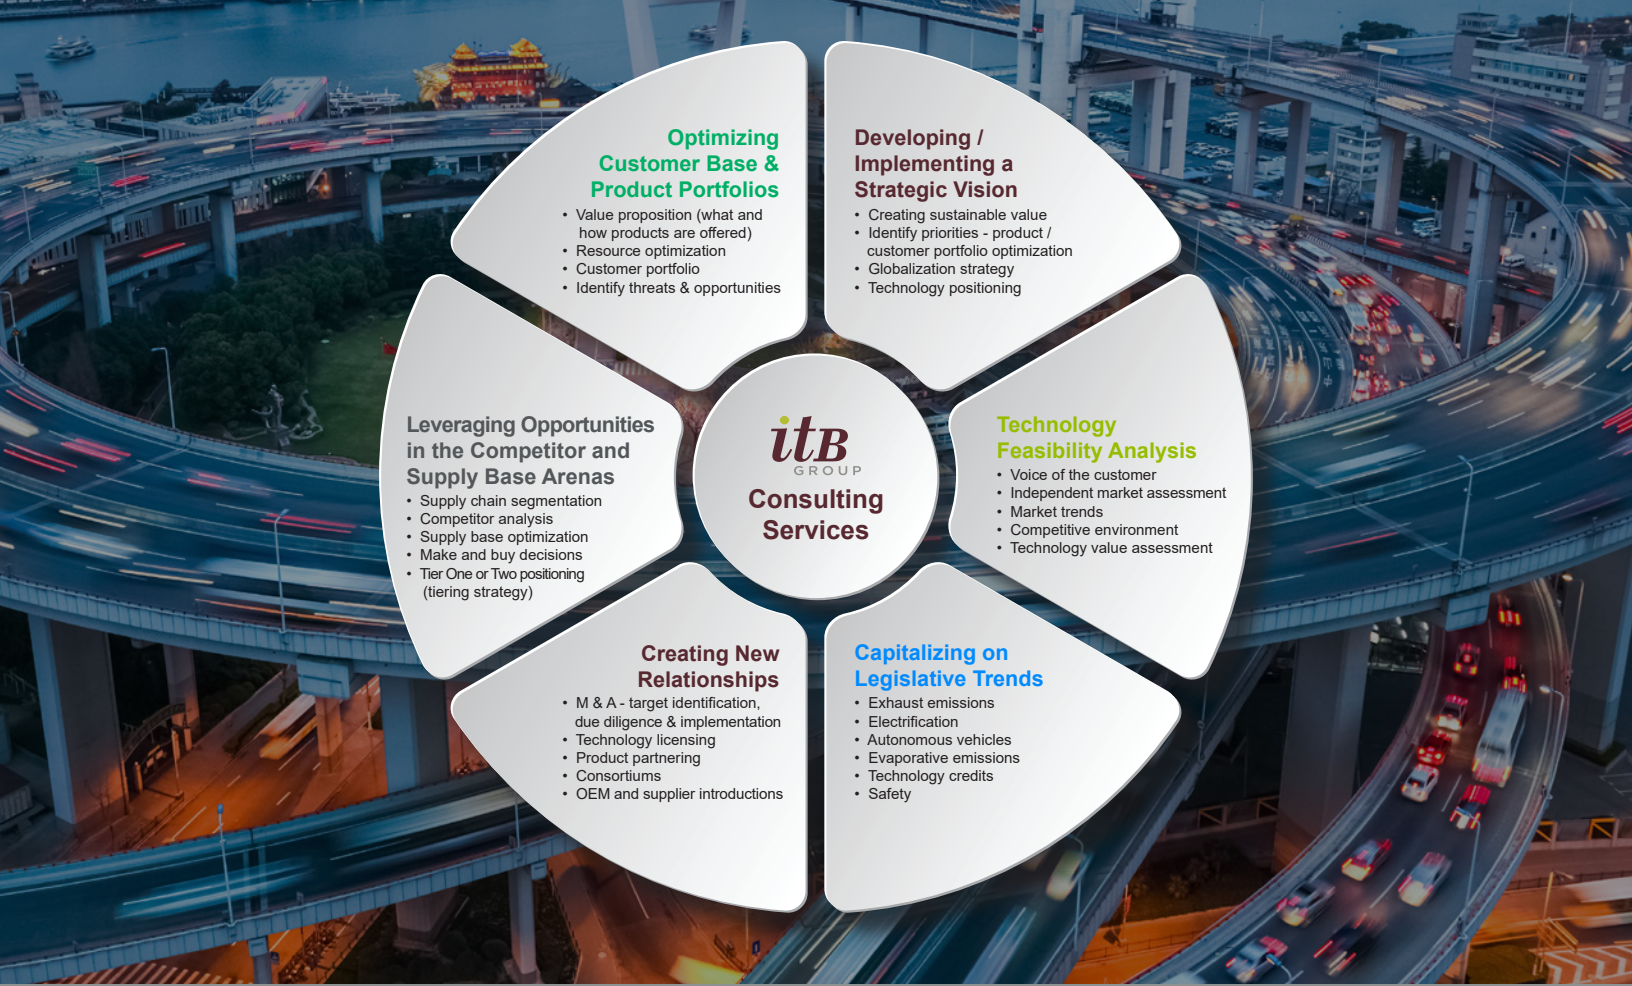 Optimizing
Customer Base &
Product Portfolios
• Value proposition (what and
how products are offered)
• Resource optimization
• Customer portfolio
• Identify threats & opportunities
Developing /
Implementing a
Strategic Vision
• Creating sustainable value
• Identify priorities - product /
customer portfolio optimization
• Globalization strategy
• Technology positioning
Leveraging Opportunities
in the Competitor and
Supply Base Arenas
• Supply chain segmentation
• Competitor analysis
• Supply base optimization
• Make and buy decisions
• Tier One or Two positioning
(tiering strategy)
itB
GROUP
Consulting
Services
Technology
Feasibility Analysis
• Voice of the customer
• Independent market assessment
• Market trends
• Competitive environment
• Technology value assessment
Creating New
Relationships
• M & A - target identification,
due diligence & implementation
• Technology licensing
• Product partnering
• Consortiums
• OEM and supplier introductions
Capitalizing on
Legislative Trends
• Exhaust emissions
• Electrification
• Autonomous vehicles
• Evaporative emissions
• Technology credits
• Safety